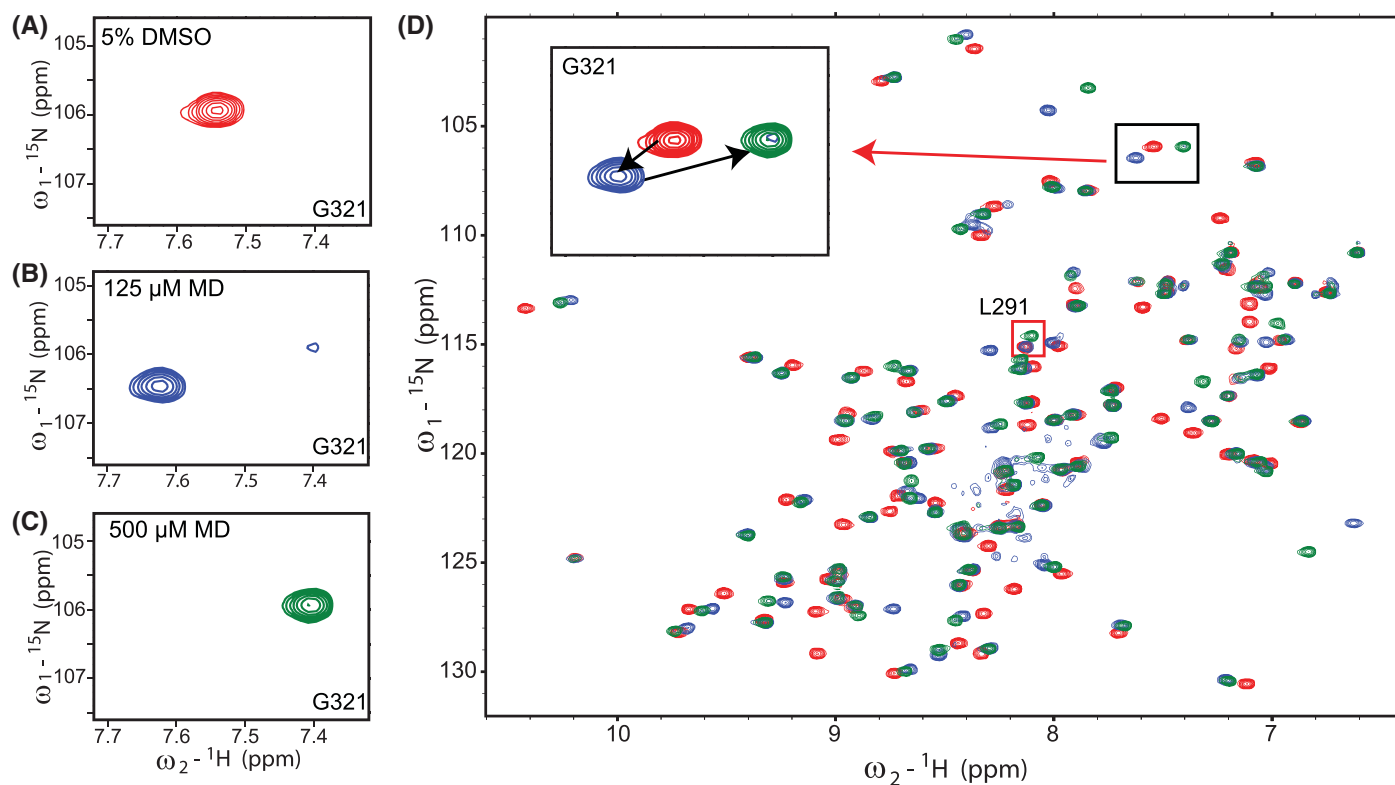 (A)
5% DMSO
105
106
107
ω1 - 15N (ppm)
G321
7.7 7.6 7.5 7.4
(B)
125 µM MD
105
106
107
ω1 - 15N (ppm)
G321
7.7 7.6 7.5 7.4
(C)
500 µM MD
105
106
107
ω1 - 15N (ppm)
G321
7.7 7.6 7.5 7.4
ω2 - 1H (ppm)
(D)
G321
L291
105
110
115
120
125
130
ω1 - 15N (ppm)
10 9 8 7
ω2 - 1H (ppm)